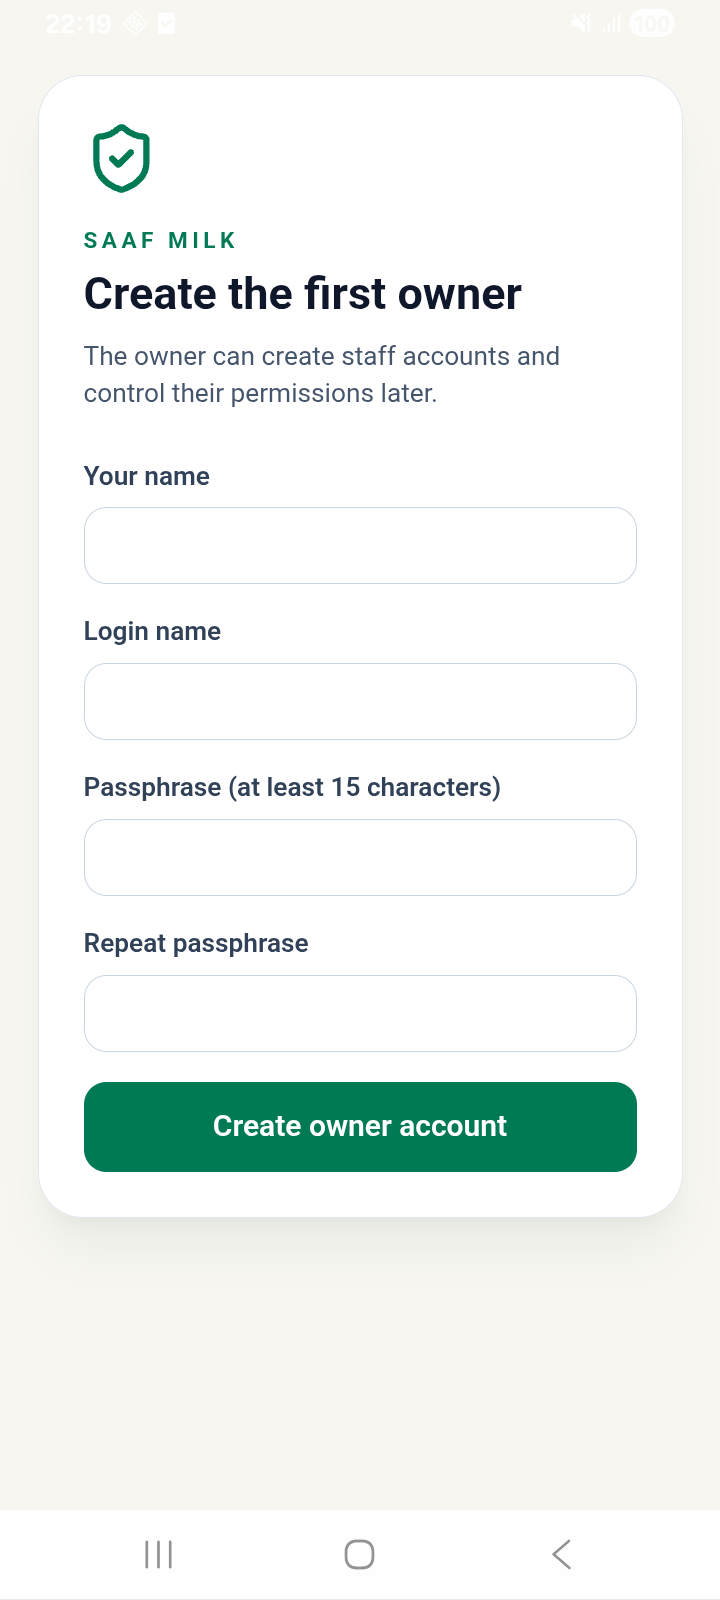 22:19
100
SAAF MILK
Create the first owner
The owner can create staff accounts and
control their permissions later.
Your name
Login name
Passphrase (at least 15 characters)
Repeat passphrase
Create owner account